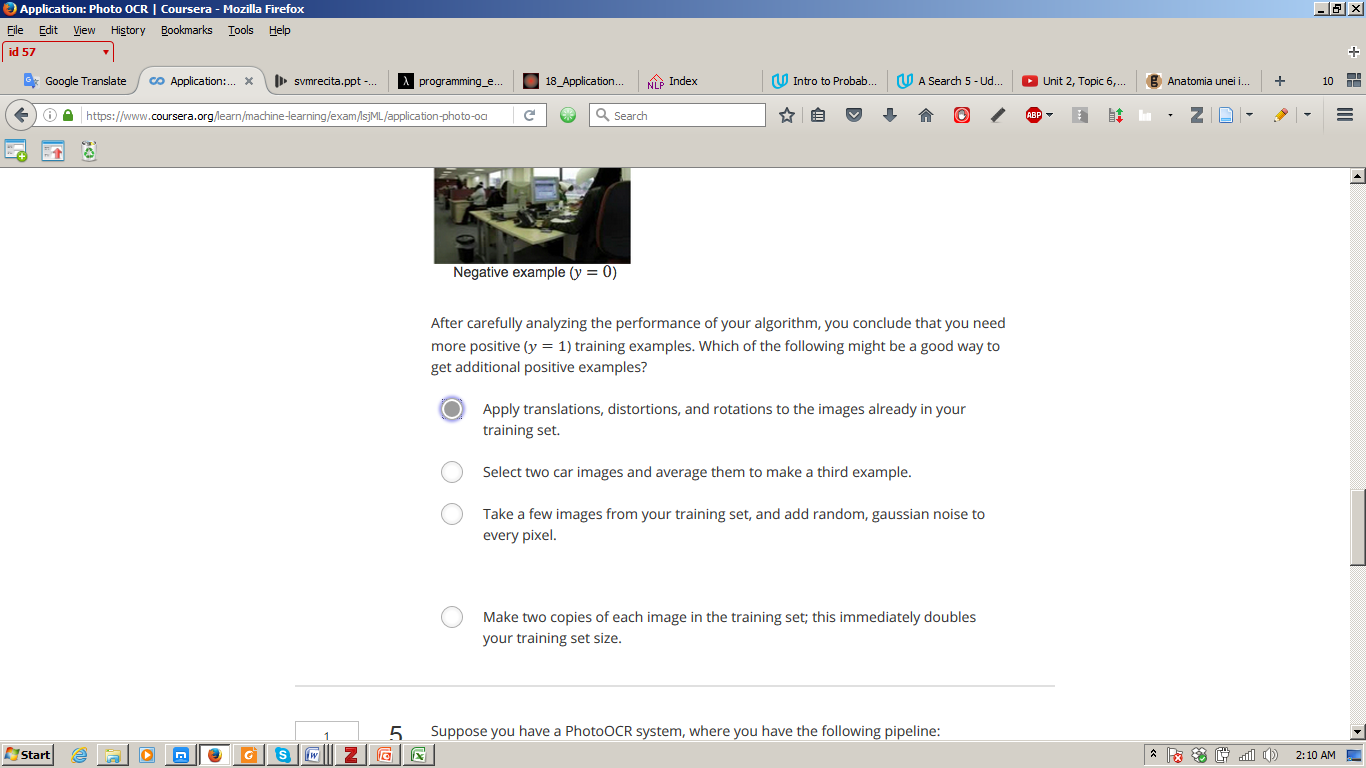 Application: Photo OCR | Coursera - Mozilla Firefox
File Edit View History Bookmarks Tools Help
id 57
Google Translate
Application:...
svmrecita.ppt -...
programming_e...
18_Application...
Index
Intro to Probab...
A Search 5 - Ud...
Unit 2, Topic 6,...
Anatomia unei i...
10
https://www.coursera.org/learn/machine-learning/exam/lsjML/application-photo-oc
Search
ABP
Negative example (y = 0)
After carefully analyzing the performance of your algorithm, you conclude that you need
more positive (y = 1) training examples. Which of the following might be a good way to
get additional positive examples?
Apply translations, distortions, and rotations to the images already in your
training set.
Select two car images and average them to make a third example.
Take a few images from your training set, and add random, gaussian noise to
every pixel.
Make two copies of each image in the training set; this immediately doubles
your training set size.
1
5
Suppose you have a PhotoOCR system, where you have the following pipeline:
Start
2:10 AM